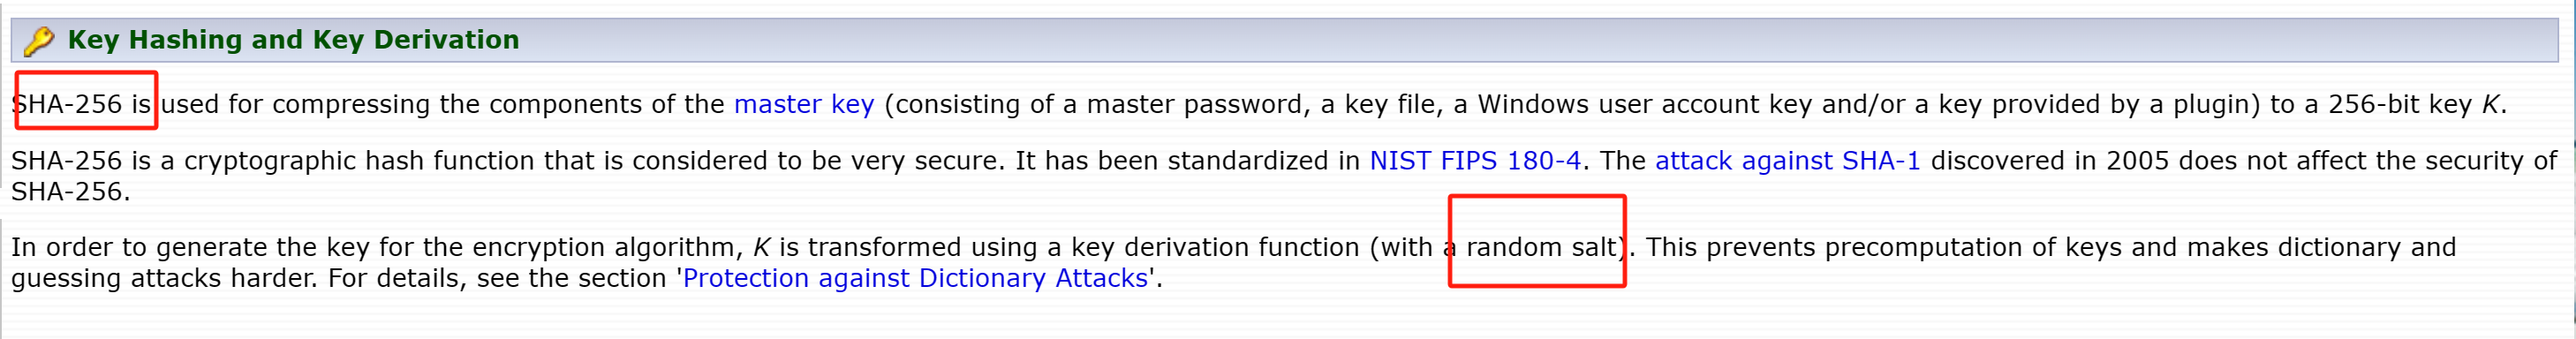 Key Hashing and Key Derivation
SHA-256 is used for compressing the components of the master key (consisting of a master password, a key file, a Windows user account key and/or a key provided by a plugin) to a 256-bit key K.
SHA-256 is a cryptographic hash function that is considered to be very secure. It has been standardized in NIST FIPS 180-4. The attack against SHA-1 discovered in 2005 does not affect the security of
SHA-256.
In order to generate the key for the encryption algorithm, K is transformed using a key derivation function (with a random salt). This prevents precomputation of keys and makes dictionary and
guessing attacks harder. For details, see the section 'Protection against Dictionary Attacks'.